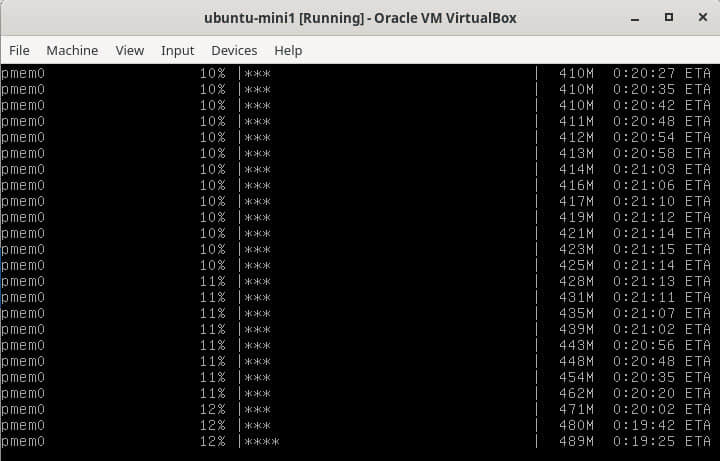 ubuntu-mini1 [Running] - Oracle VM VirtualBox
File Machine View Input Devices Help
pmem0 10% |*** | 410M 0:20:27 ETA
pmem0 10% |*** | 410M 0:20:35 ETA
pmem0 10% |*** | 410M 0:20:42 ETA
pmem0 10% |*** | 411M 0:20:48 ETA
pmem0 10% |*** | 412M 0:20:54 ETA
pmem0 10% |*** | 413M 0:20:58 ETA
pmem0 10% |*** | 414M 0:21:03 ETA
pmem0 10% |*** | 416M 0:21:06 ETA
pmem0 10% |*** | 417M 0:21:10 ETA
pmem0 10% |*** | 419M 0:21:12 ETA
pmem0 10% |*** | 421M 0:21:14 ETA
pmem0 10% |*** | 423M 0:21:15 ETA
pmem0 10% |*** | 425M 0:21:14 ETA
pmem0 11% |*** | 428M 0:21:13 ETA
pmem0 11% |*** | 431M 0:21:11 ETA
pmem0 11% |*** | 435M 0:21:07 ETA
pmem0 11% |*** | 439M 0:21:02 ETA
pmem0 11% |*** | 443M 0:20:56 ETA
pmem0 11% |*** | 448M 0:20:48 ETA
pmem0 11% |*** | 454M 0:20:35 ETA
pmem0 11% |*** | 462M 0:20:20 ETA
pmem0 12% |*** | 471M 0:20:02 ETA
pmem0 12% |*** | 480M 0:19:42 ETA
pmem0 12% |**** | 489M 0:19:25 ETA